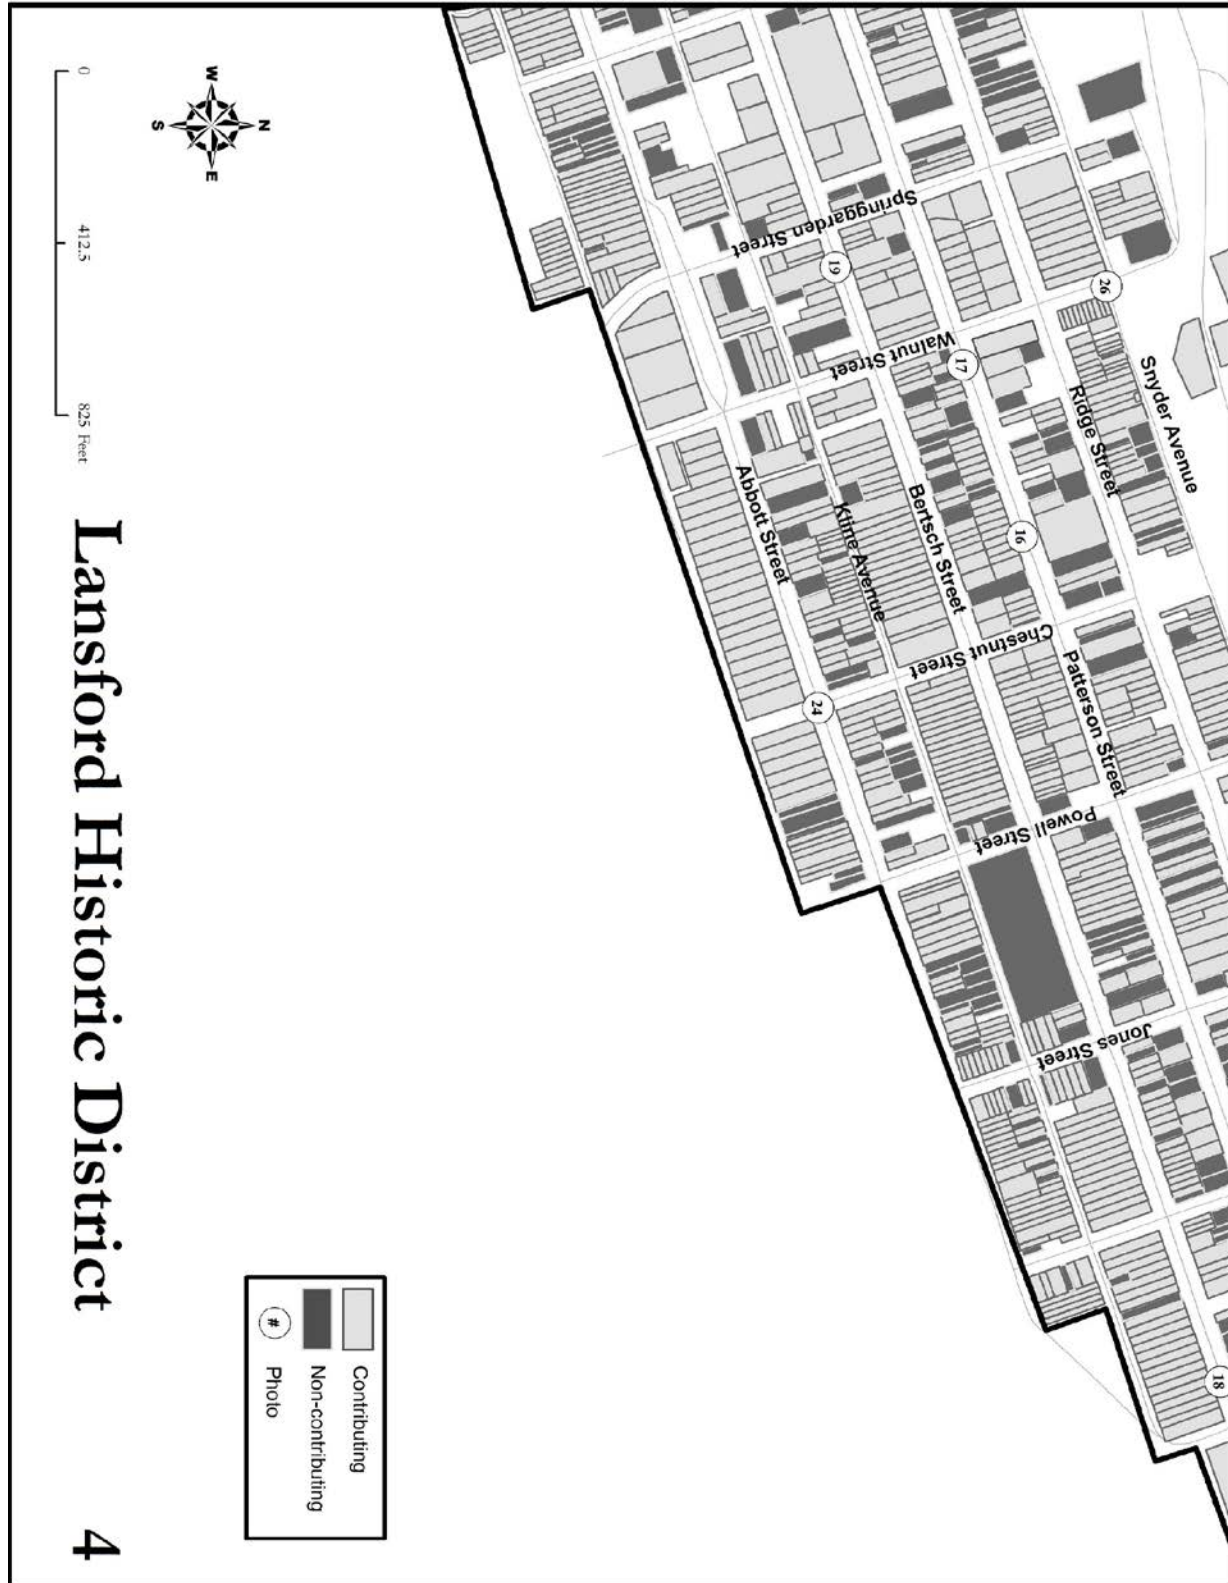 Lansford Historic District
4
0
412.5
825 Feet
W
N
S
E
Contributing
Non-contributing
#
Photo
Springgarden Street
Walnut Street
Chestnut Street
Powell Street
Jones Street
Snyder Avenue
Ridge Street
Patterson Street
Bertsch Street
Kline Avenue
Abbott Street
26
19
17
16
24
18